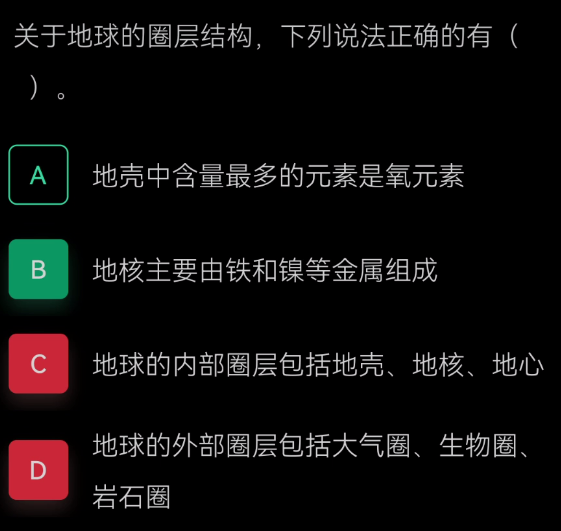 关于地球的圈层结构，下列说法正确的有（
）。
A 地壳中含量最多的元素是氧元素
B 地核主要由铁和镍等金属组成
C 地球的内部圈层包括地壳、地核、地心
D 地球的外部圈层包括大气圈、生物圈、
岩石圈